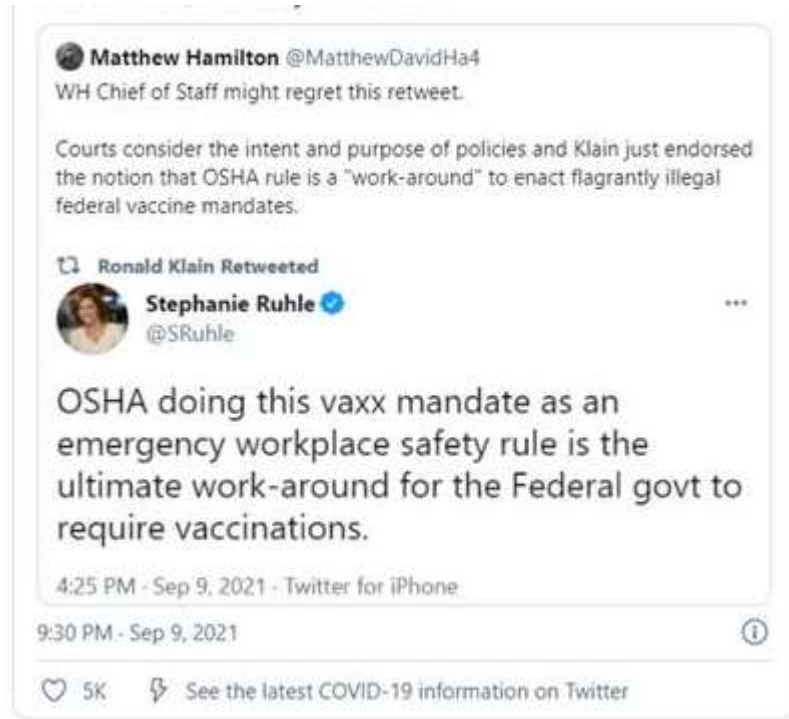 Matthew Hamilton @MatthewDavidHa4
WH Chief of Staff might regret this retweet.
Courts consider the intent and purpose of policies and Klain just endorsed
the notion that OSHA rule is a "work-around" to enact flagrantly illegal
federal vaccine mandates.
Ronald Klain Retweeted
Stephanie Ruhle
@SRuhle
OSHA doing this vaxx mandate as an
emergency workplace safety rule is the
ultimate work-around for the Federal govt to
require vaccinations.
4:25 PM - Sep 9, 2021 - Twitter for iPhone
9:30 PM - Sep 9, 2021
5K See the latest COVID-19 information on Twitter